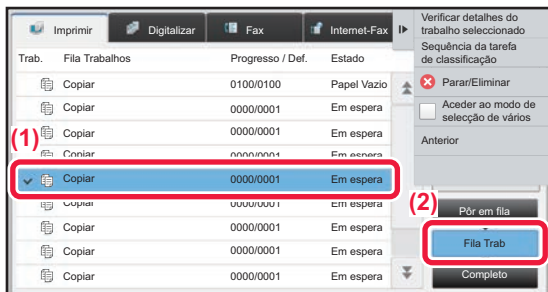 Imprimir Digitalizar Fax Internet-Fax
Verificar detalhes do
trabalho seleccionado
Sequência da tarefa
de classificação
Parar/Eliminar
Aceder ao modo de
selecção de vários
Anterior
Trab. Fila Trabalhos Progresso / Def. Estado
Copiar 0100/0100 Papel Vazio
Copiar 0000/0001 Em espera
(1)
Copiar 0000/0001 Em espera
Copiar 0000/0001 Em espera
Copiar 0000/0001 Em espera
Copiar 0000/0001 Em espera
(2)
Pôr em fila
Copiar 0000/0001 Em espera
Fila Trab
Copiar 0000/0001 Em espera
Copiar 0000/0001 Em espera
Completo